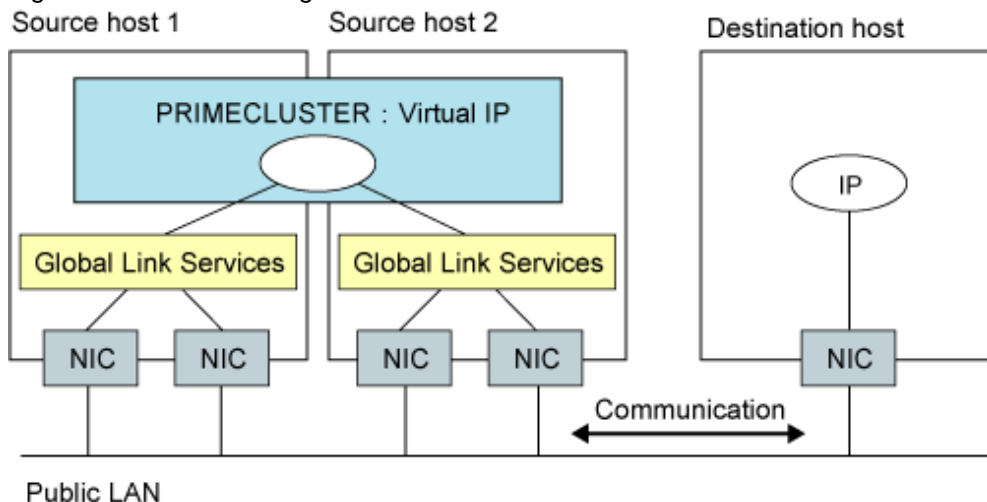 Source host 1
Source host 2
Destination host
PRIMECLUSTER : Virtual IP
IP
Global Link Services
Global Link Services
NIC
NIC
NIC
NIC
NIC
Communication
Public LAN